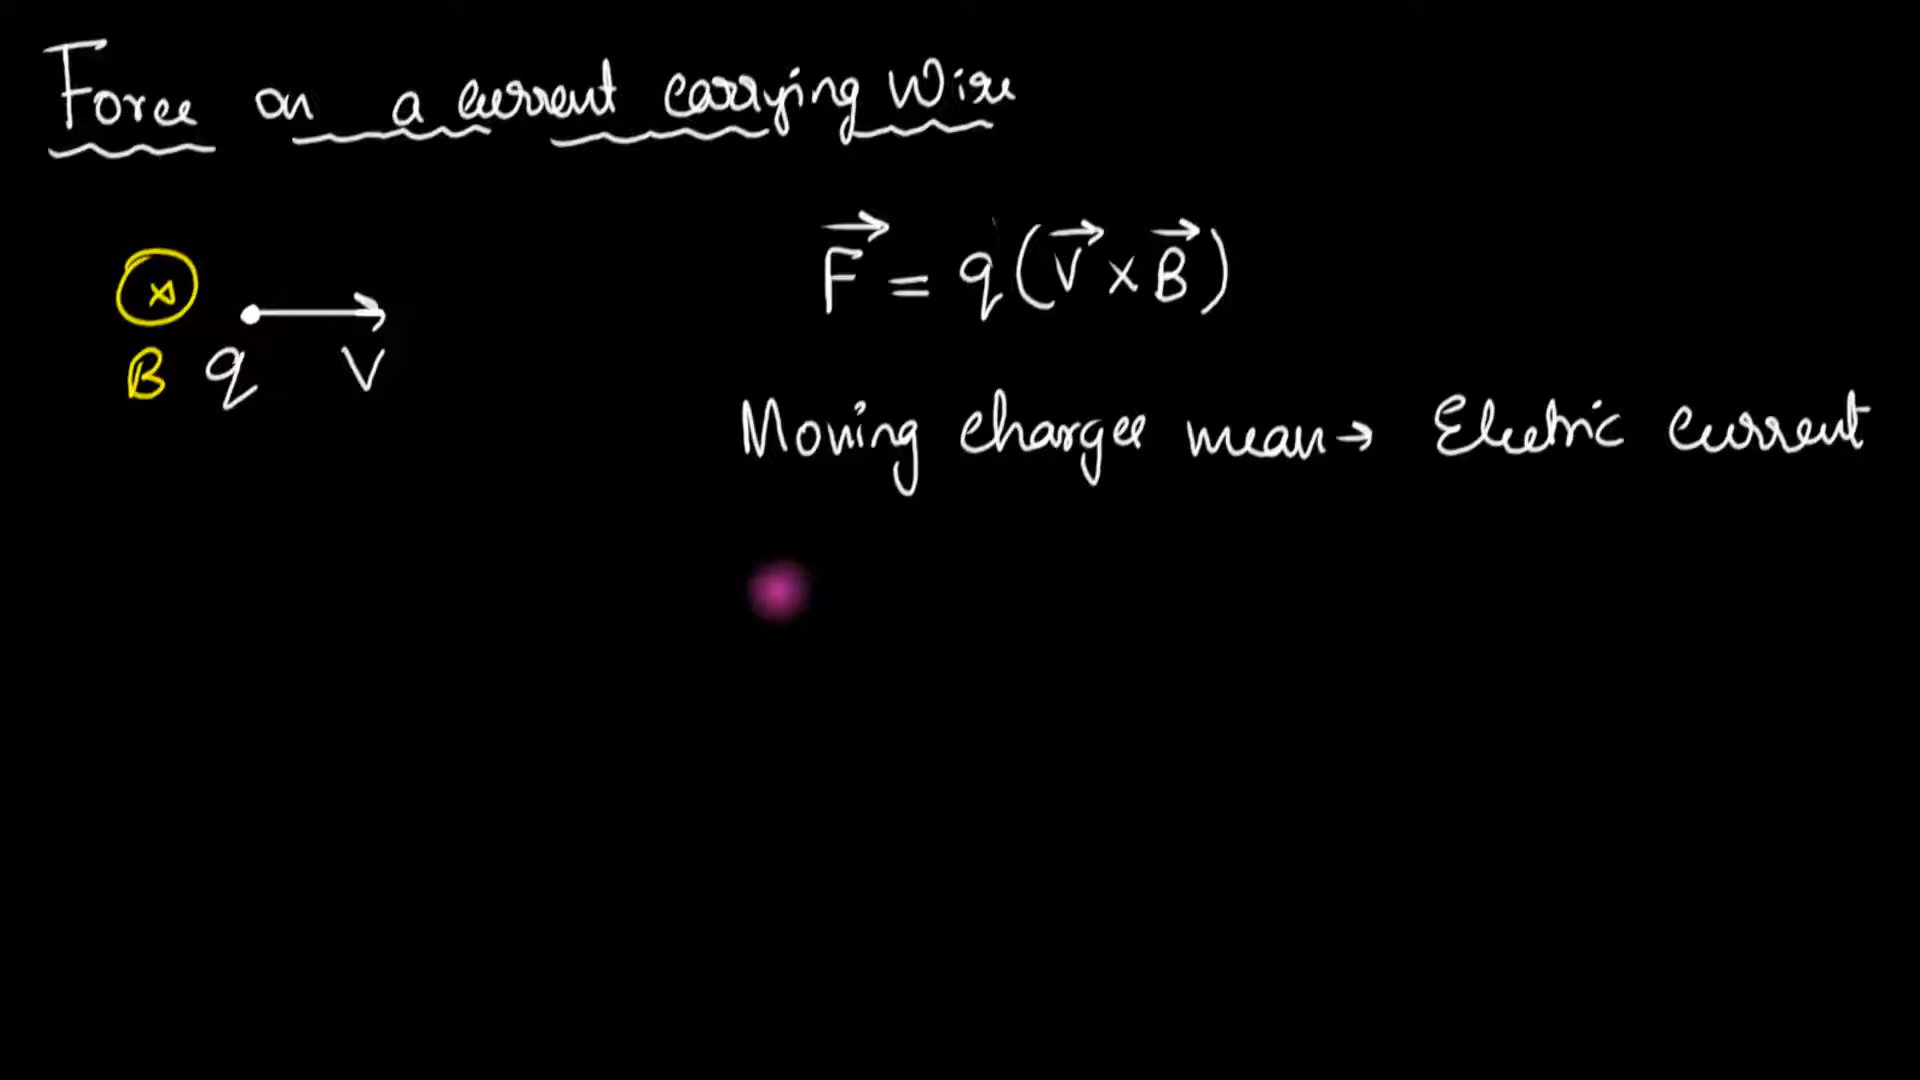 Force on a current carrying wire
F⃗ = q(V⃗ × B⃗)
× 
B q V
Moving charges mean → Electric current